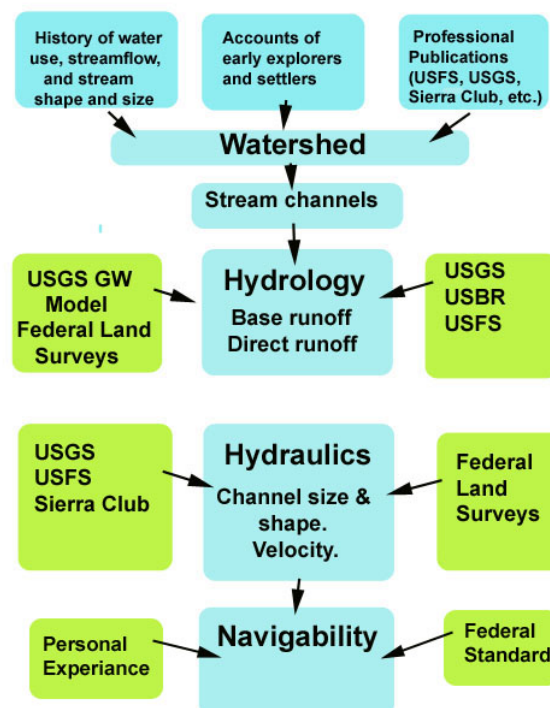 History of water
use, streamflow,
and stream
shape and size
Accounts of
early explorers
and settlers
Professional
Publications
(USFS, USGS,
Sierra Club, etc.)
Watershed
Stream channels
USGS GW
Model
Federal Land
Surveys
Hydrology
Base runoff
Direct runoff
USGS
USBR
USFS
USGS
USFS
Sierra Club
Hydraulics
Channel size &
shape.
Velocity.
Federal
Land
Surveys
Personal
Experiance
Navigability
Federal
Standard